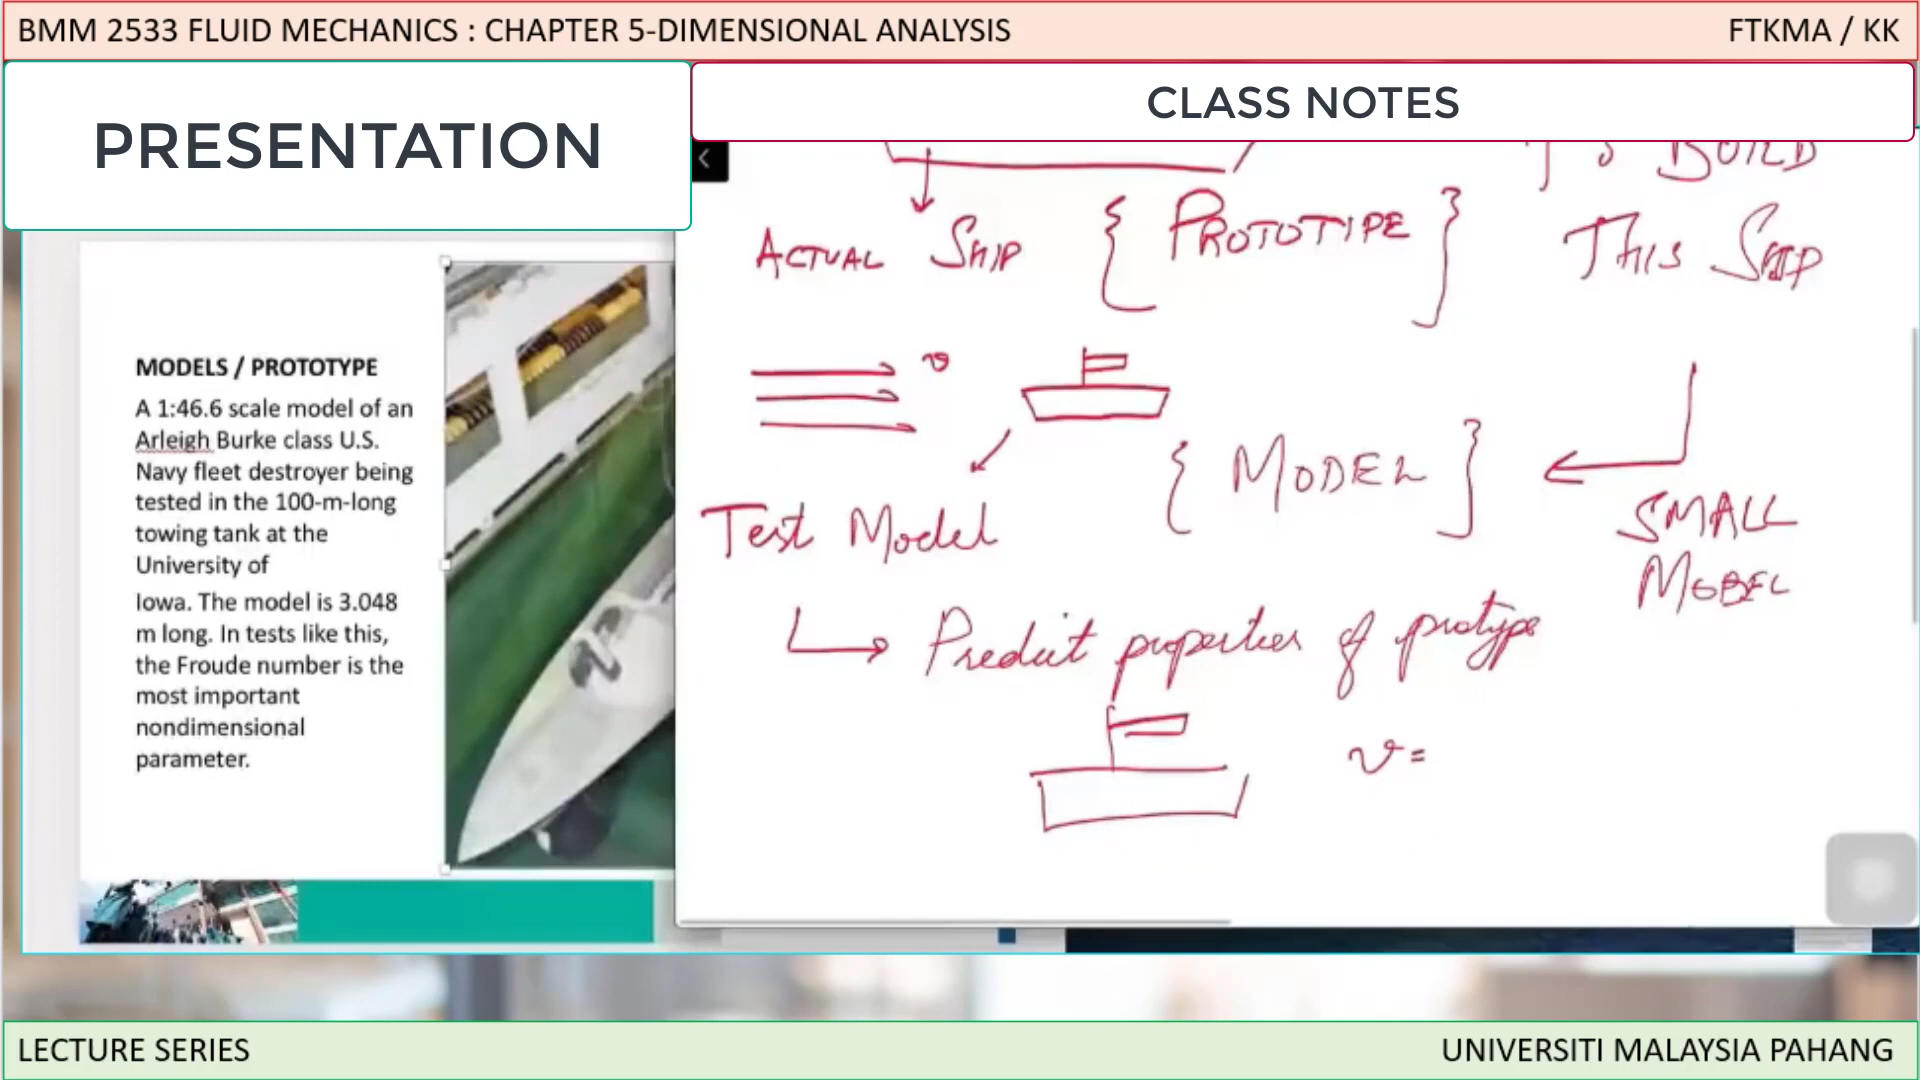 BMM 2533 FLUID MECHANICS : CHAPTER 5-DIMENSIONAL ANALYSIS
FTKMA / KK
PRESENTATION
CLASS NOTES
MODELS / PROTOTYPE
A 1:46.6 scale model of an
Arleigh Burke class U.S.
Navy fleet destroyer being
tested in the 100-m-long
towing tank at the
University of
Iowa. The model is 3.048
m long. In tests like this,
the Froude number is the
most important
nondimensional
parameter.
TO BUILD
ACTUAL SHIP { PROTOTIPE }
THIS SHIP
v
{ MODEL }
Test Model
SMALL
MODEL
Predict properties of protype
v =
LECTURE SERIES
UNIVERSITI MALAYSIA PAHANG